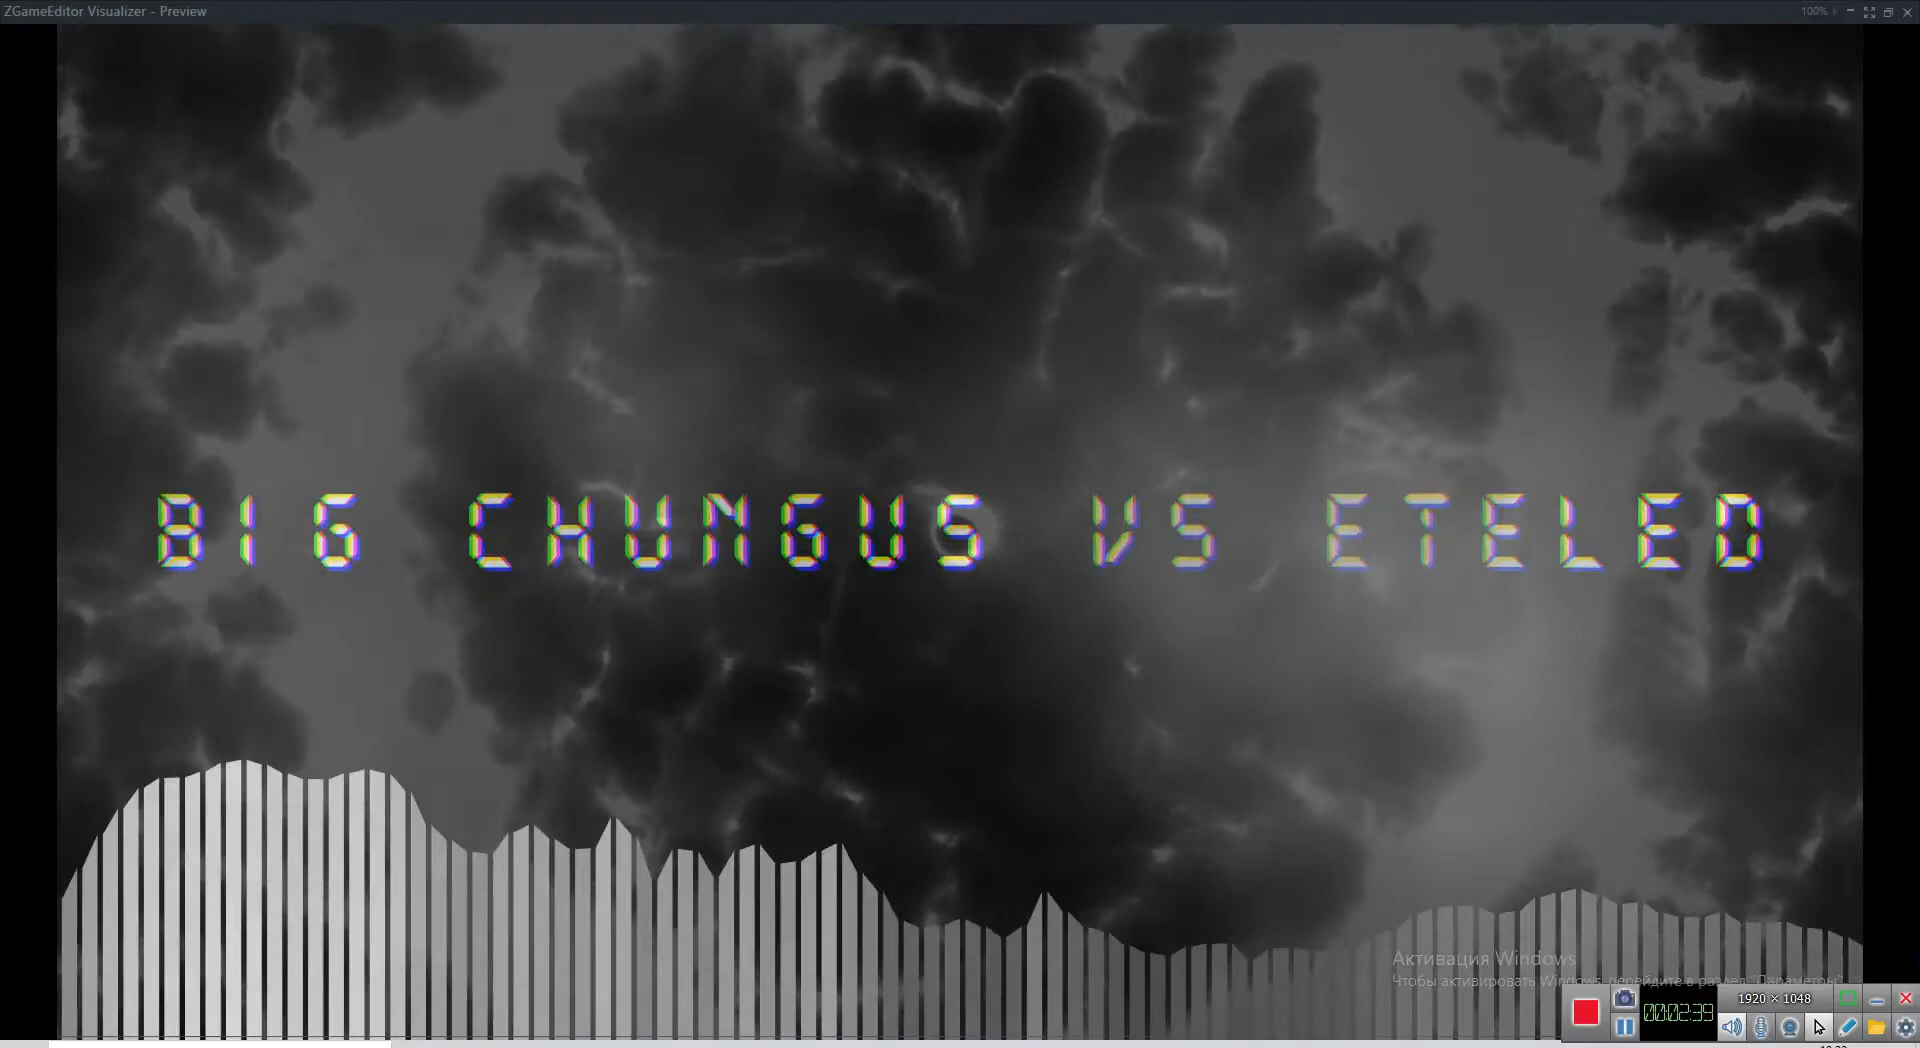 ZGameEditor Visualizer - Preview
100%
BIG CHUNGUS VS ETELED
Активация Windows
Чтобы активировать Windows, перейдите в раздел "Параметры".
1920 × 1048
00:02:39